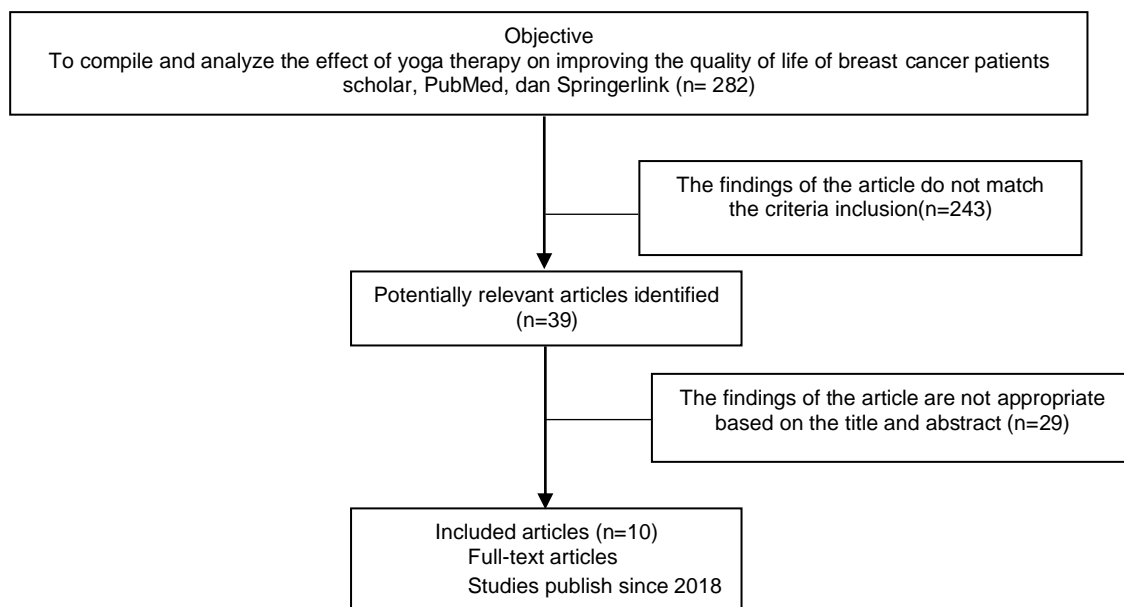 Objective
To compile and analyze the effect of yoga therapy on improving the quality of life of breast cancer patients
scholar, PubMed, dan Springerlink (n= 282)
The findings of the article do not match
the criteria inclusion(n=243)
Potentially relevant articles identified
(n=39)
The findings of the article are not appropriate
based on the title and abstract (n=29)
Included articles (n=10)
Full-text articles
Studies publish since 2018